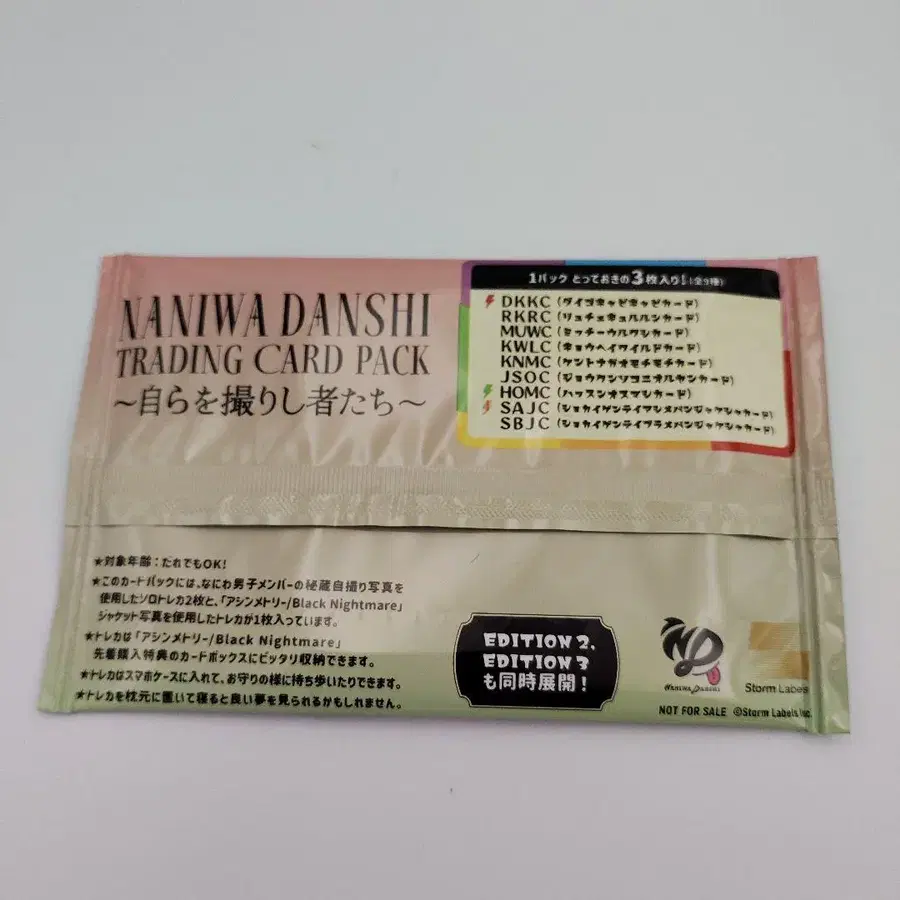 NANIWA DANSHI
TRADING CARD PACK
～自らを撮りし者たち～
1パック とっておきの3枚入り!(全9種)
DKKC (ダイゴキャピキャピカード)
RKRC (リュチェキュルルンカード)
MUWC (ミッチーウルワシカード)
KWLC (キョウヘイワイルドカード)
KNMC (ケントナガオモチモチカード)
JSOC (ジョウケンソコニオルヤンカード)
HOMC (ハッスンオスマシカード)
SAJC (ショカイゲンテイアシメバンジャケシャカード)
SBJC (ショカイゲンテイブラメバンジャケシャカード)
★対象年齢：だれでもOK!
★このカードパックには、なにわ男子メンバーの秘蔵自撮り写真を
使用したソロトレカ2枚と、「アシンメトリー/Black Nightmare」
ジャケット写真を使用したトレカが1枚入っています。
★トレカは「アシンメトリー/Black Nightmare」
先着購入特典のカードボックスにピッタリ収納できます。
★トレカはスマホケースに入れて、お守りの様に持ち歩いたりできます。
★トレカを枕元に置いて寝ると良い夢を見られるかもしれません。
EDITION 2,
EDITION 3
も同時展開!
ND
Naniwa Danshi
Storm Labels
NOT FOR SALE ©Storm Labels Inc.